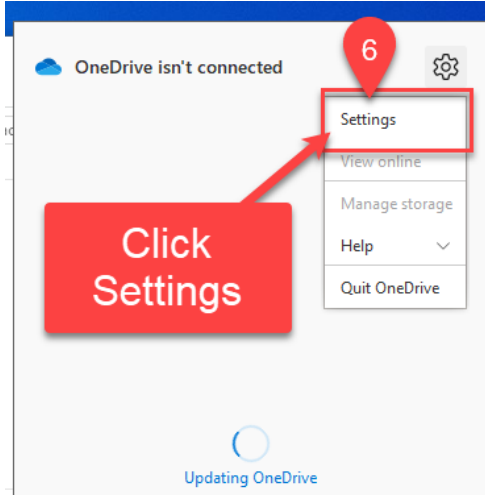 6
OneDrive isn't connected
Settings
View online
Manage storage
Help
Quit OneDrive
Click
Settings
Updating OneDrive